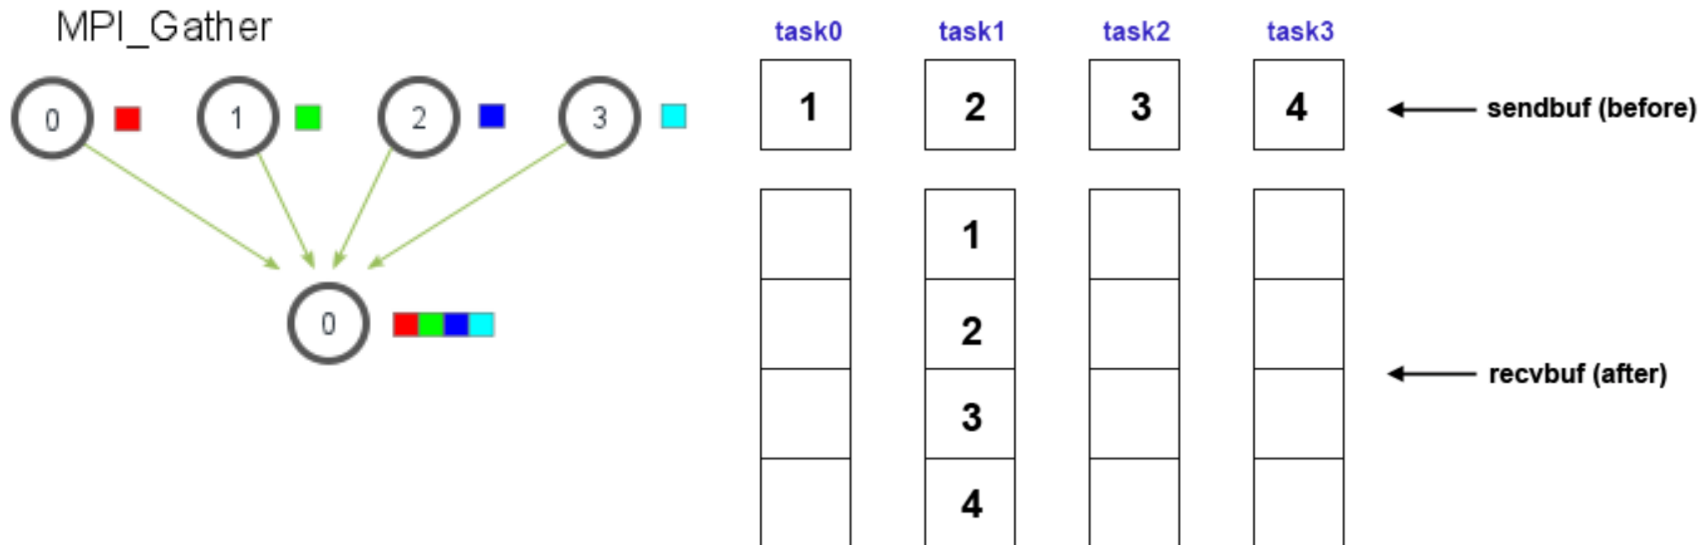 MPI_Gather
0 1 2 3
0
task0 task1 task2 task3
1 2 3 4 sendbuf (before)
1
2
recvbuf (after)
3
4